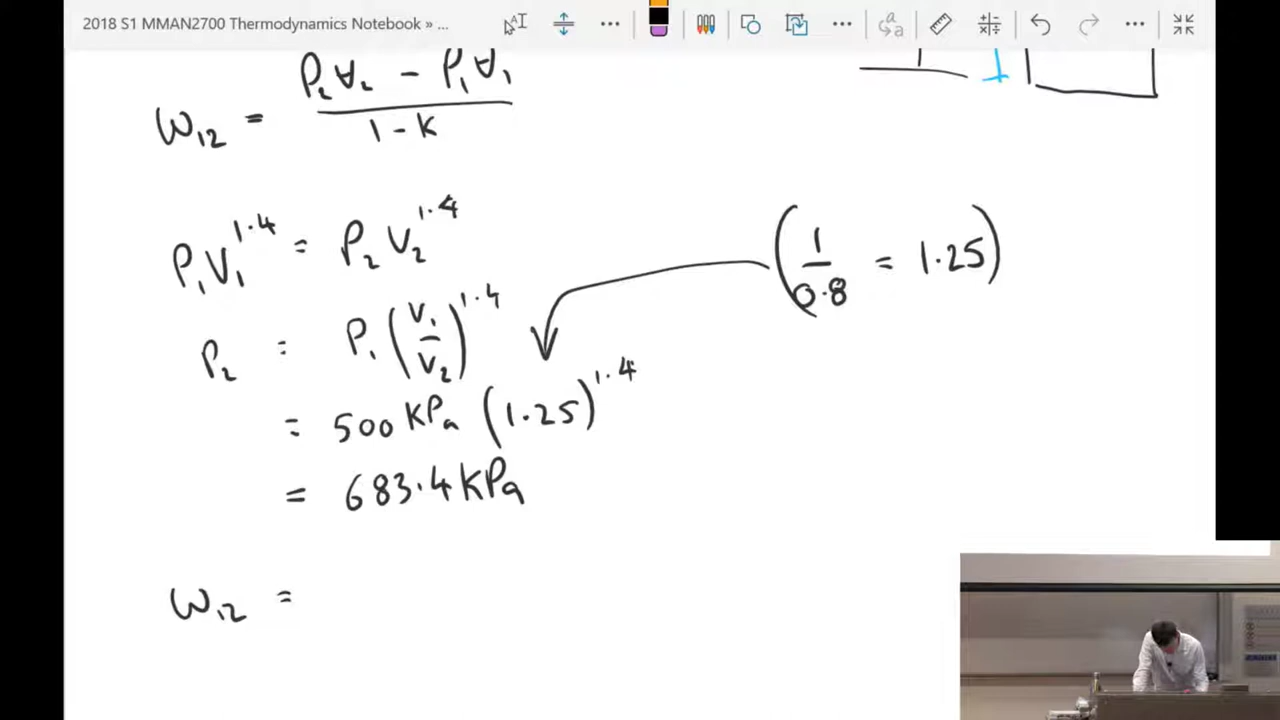 2018 S1 MMAN2700 Thermodynamics Notebook » ...
W₁₂ = (P₂V₂ - P₁V₁) / (1 - K)
P₁V₁^1.4 = P₂V₂^1.4
(1/0.8 = 1.25)
P₂ = P₁ (V₁/V₂)^1.4
= 500 KPa (1.25)^1.4
= 683.4 KPa
W₁₂ =